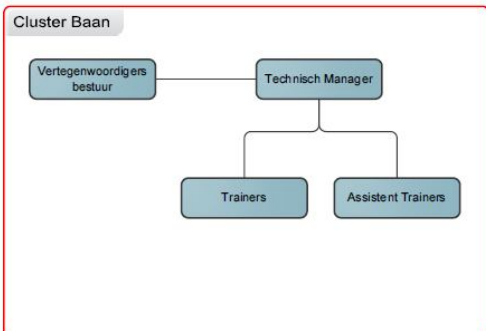 Cluster Baan
Vertegenwoordigers
bestuur
Technisch Manager
Trainers
Assistent Trainers